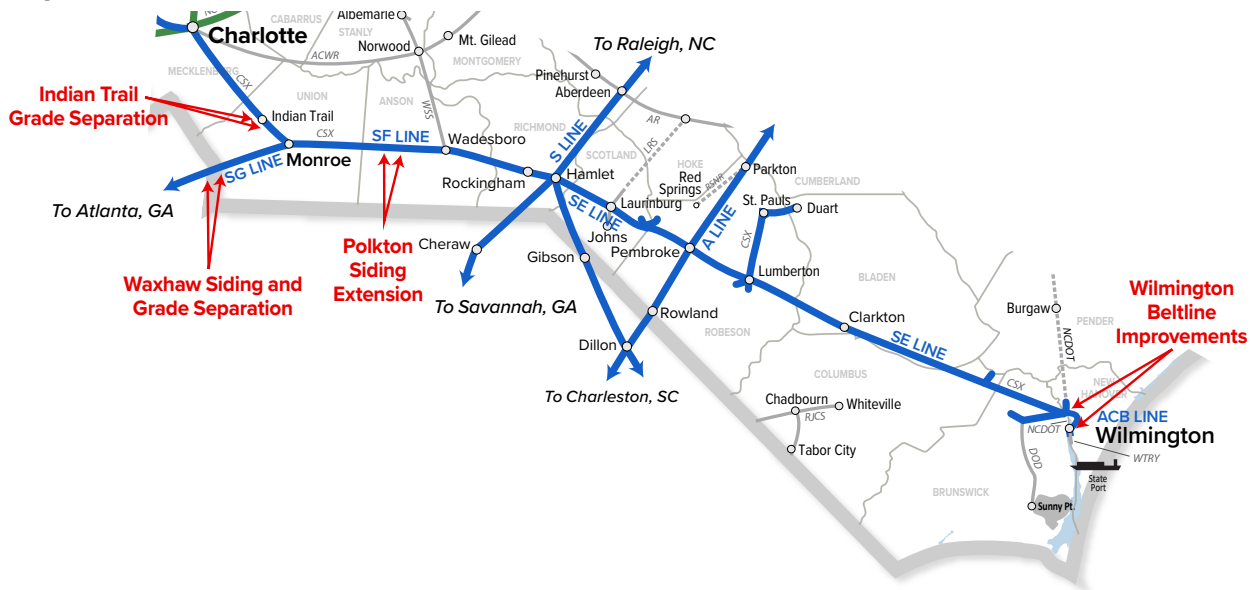 CABARRUS
Albemarle
STANLY
Charlotte
Norwood
Mt. Gilead
MONTGOMERY
To Raleigh, NC
ACWR
MECKLENBURG
CSX
Pinehurst
Aberdeen
Indian Trail
Grade Separation
UNION
ANSON
WSS
Indian Trail
CSX
SF LINE
Wadesboro
RICHMOND
S LINE
AR
LRS
SCOTLAND
HOKE
Monroe
SG LINE
Rockingham
Hamlet
Red
Springs
RSNR
Parkton
CUMBERLAND
To Atlanta, GA
SE LINE
Laurinburg
St. Pauls
Duart
A LINE
CSX
Johns
Cheraw
Gibson
Pembroke
Polkton
Siding
Extension
Waxhaw Siding and
Grade Separation
Lumberton
BLADEN
To Savannah, GA
Rowland
ROBESON
Clarkton
SE LINE
Burgaw
PENDER
NCDOT
Wilmington
Beltline
Improvements
Dillon
To Charleston, SC
COLUMBUS
CSX
NEW
HANOVER
Chadbourn
Whiteville
RJCS
ACB LINE
NCDOT
Wilmington
Tabor City
DOD
WTRY
State
Port
BRUNSWICK
Sunny Pt.